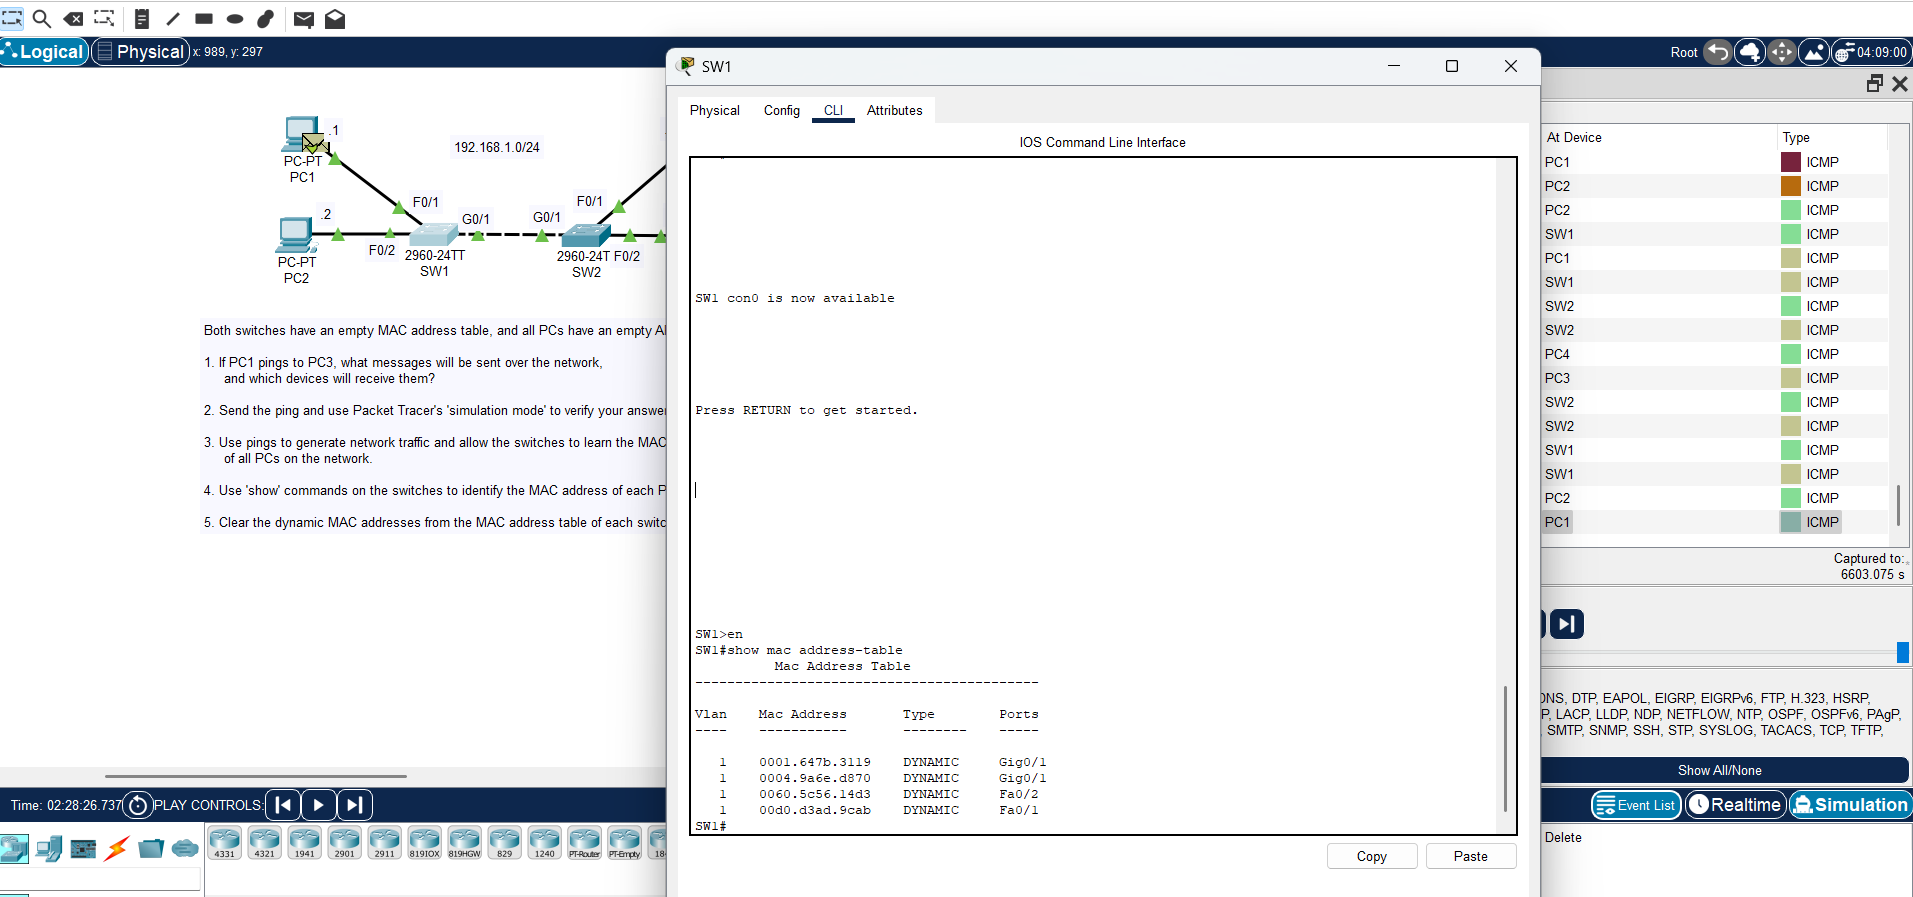 Logical
Physical
x: 989, y: 297
Root
04:09:00
SW1
Physical
Config
CLI
Attributes
IOS Command Line Interface
.1
192.168.1.0/24
PC-PT
PC1
F0/1
F0/1
.2
G0/1
G0/1
F0/2
2960-24TT
SW1
2960-24T F0/2
SW2
PC-PT
PC2
Both switches have an empty MAC address table, and all PCs have an empty
1. If PC1 pings to PC3, what messages will be sent over the network,
and which devices will receive them?
2. Send the ping and use Packet Tracer's 'simulation mode' to verify your answe
3. Use pings to generate network traffic and allow the switches to learn the MAC
of all PCs on the network.
4. Use 'show' commands on the switches to identify the MAC address of each P
5. Clear the dynamic MAC addresses from the MAC address table of each switc
SW1 con0 is now available
Press RETURN to get started.
SW1>en
SW1#show mac address-table
Mac Address Table
-------------------------------------------
Vlan Mac Address Type Ports
---- ----------- -------- -----
1 0001.647b.3119 DYNAMIC Gig0/1
1 0004.9a6e.d870 DYNAMIC Gig0/1
1 0060.5c56.14d3 DYNAMIC Fa0/2
1 00d0.d3ad.9cab DYNAMIC Fa0/1
SW1#
Copy
Paste
At Device Type
PC1 ICMP
PC2 ICMP
PC2 ICMP
SW1 ICMP
PC1 ICMP
SW1 ICMP
SW2 ICMP
SW2 ICMP
PC4 ICMP
PC3 ICMP
SW2 ICMP
SW2 ICMP
SW1 ICMP
SW1 ICMP
PC2 ICMP
PC1 ICMP
Captured to:
6603.075 s
DNS, DTP, EAPOL, EIGRP, EIGRPv6, FTP, H.323, HSRP,
P, LACP, LLDP, NDP, NETFLOW, NTP, OSPF, OSPFv6, PAgP,
, SMTP, SNMP, SSH, STP, SYSLOG, TACACS, TCP, TFTP,
Show All/None
Event List
Realtime
Simulation
Delete
Time: 02:28:26.737
PLAY CONTROLS:
4331
4321
1941
2901
2911
819IOX
819HGW
829
1240
PT-Router
PT-Empty
18